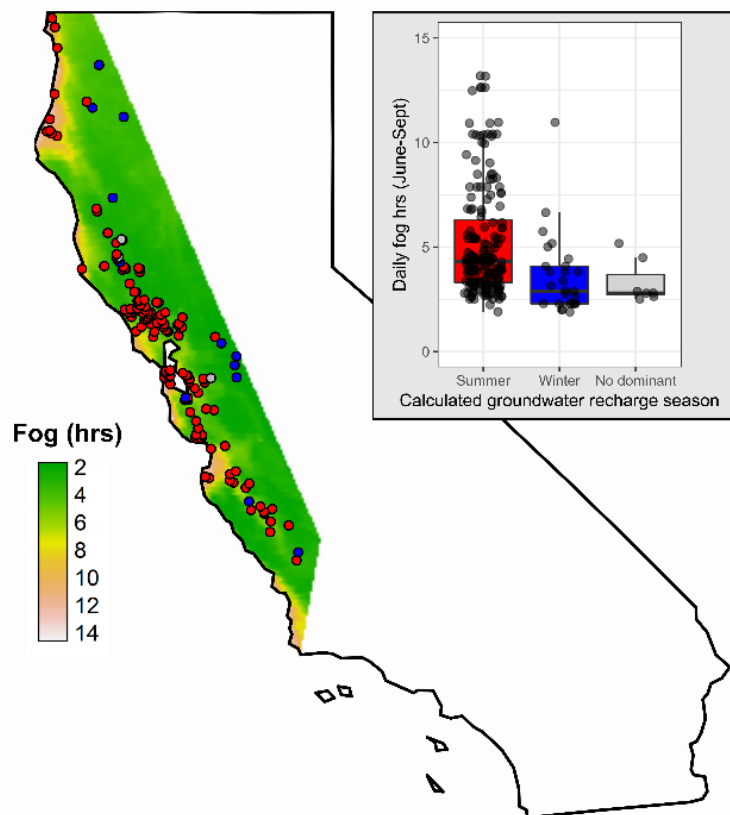 15
10
5
0
Daily fog hrs (June-Sept)
Summer Winter No dominant
Calculated groundwater recharge season
Fog (hrs)
2
4
6
8
10
12
14